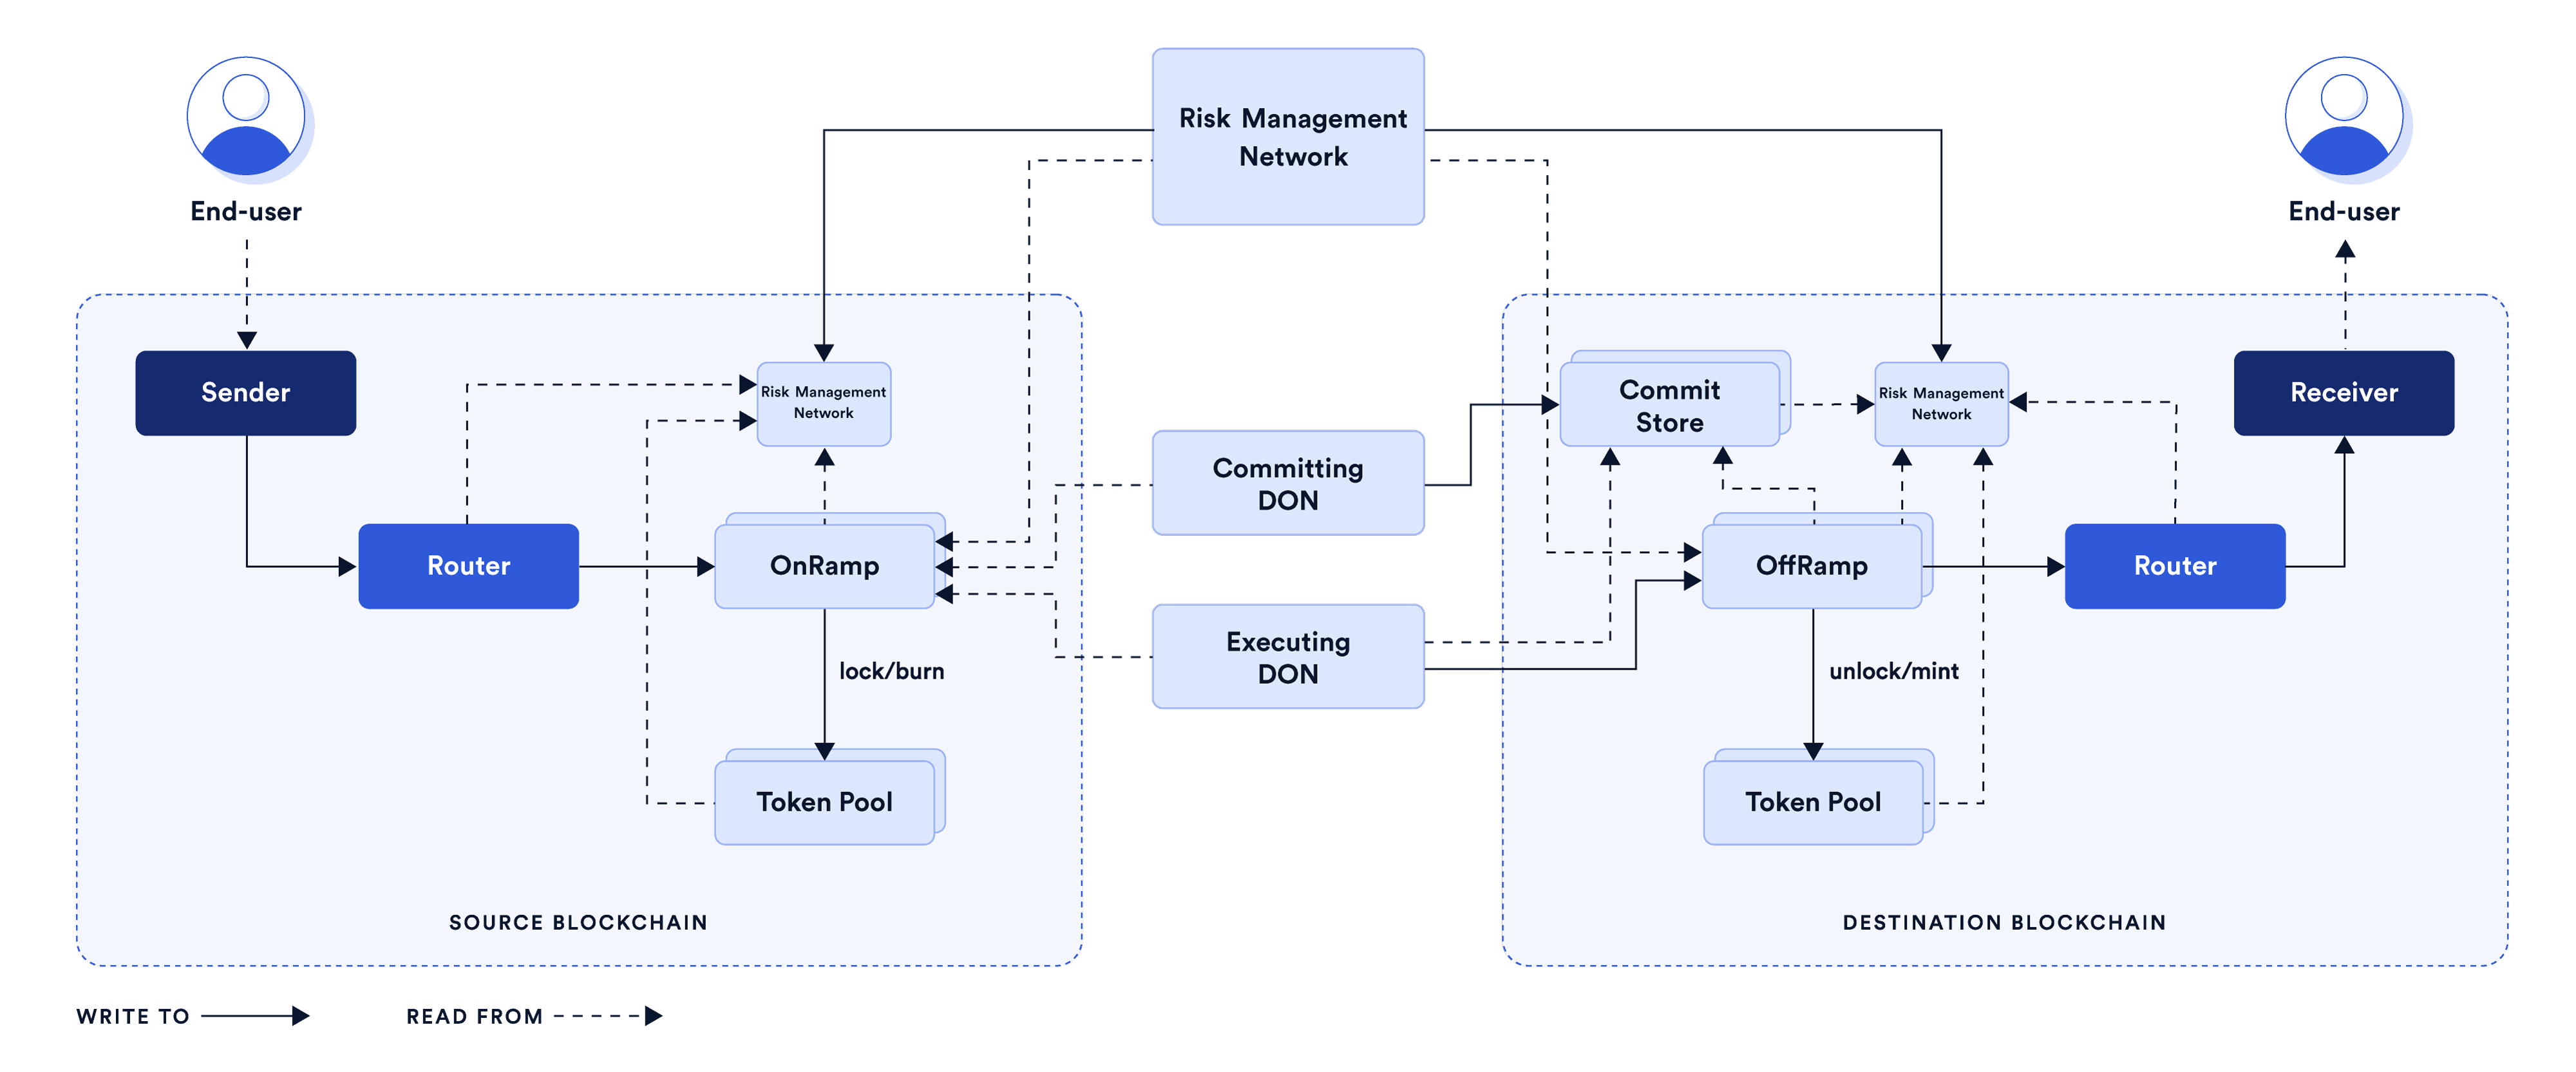 Risk Management
Network
End-user
End-user
Sender
Risk Management
Network
Commit
Store
Risk Management
Network
Receiver
Committing
DON
Router
OnRamp
OffRamp
Router
Executing
DON
lock/burn
unlock/mint
Token Pool
Token Pool
SOURCE BLOCKCHAIN
DESTINATION BLOCKCHAIN
WRITE TO
READ FROM